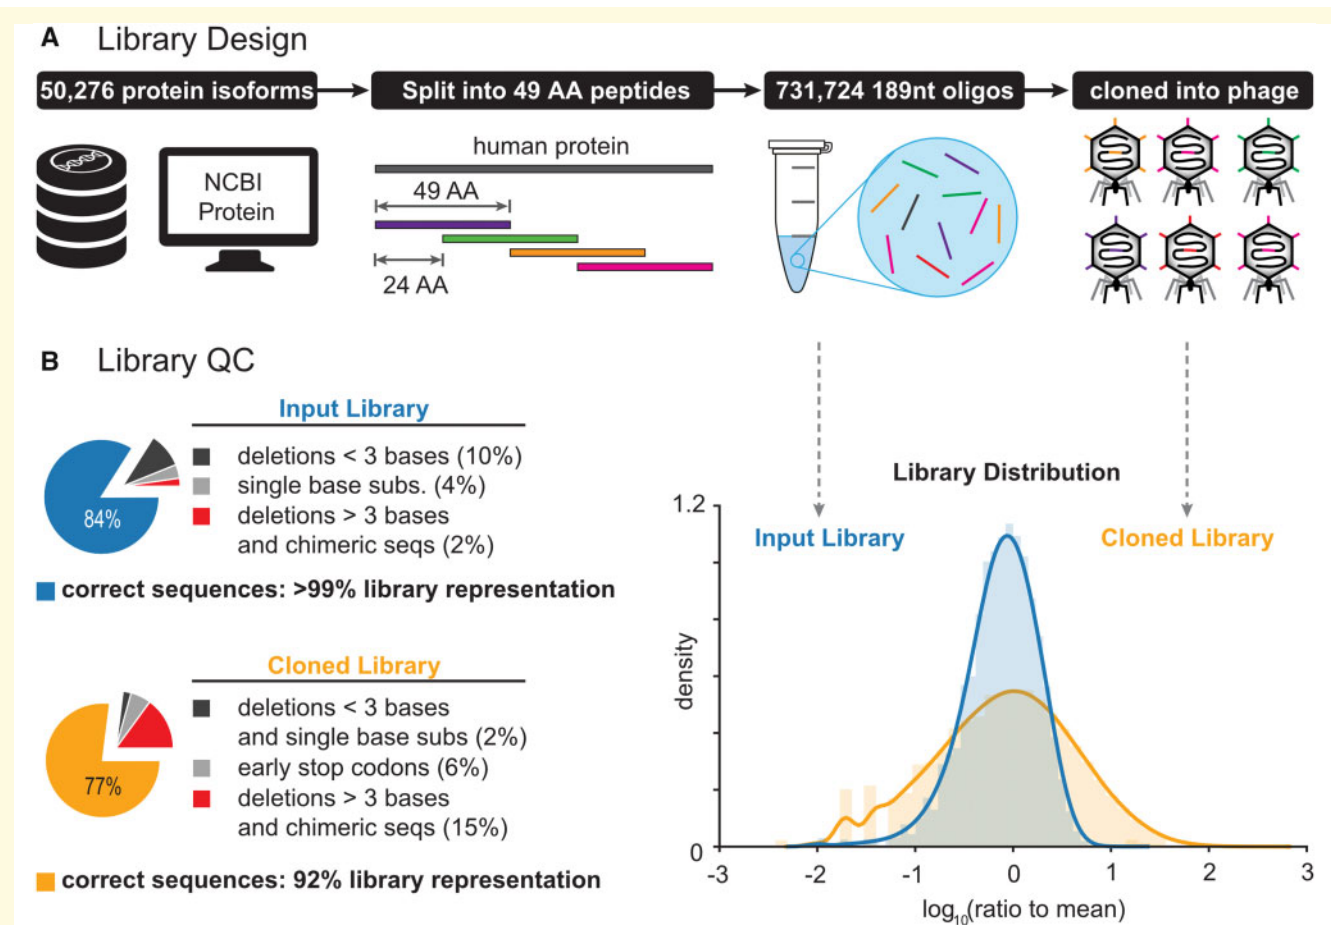 A Library Design
50,276 protein isoforms
Split into 49 AA peptides
731,724 189nt oligos
cloned into phage
NCBI
Protein
human protein
49 AA
24 AA
B Library QC
Input Library
84%
deletions < 3 bases (10%)
single base subs. (4%)
deletions > 3 bases
and chimeric seqs (2%)
correct sequences: >99% library representation
Cloned Library
77%
deletions < 3 bases
and single base subs (2%)
early stop codons (6%)
deletions > 3 bases
and chimeric seqs (15%)
correct sequences: 92% library representation
Library Distribution
1.2
Input Library
Cloned Library
density
0
-3 -2 -1 0 1 2 3
log10(ratio to mean)